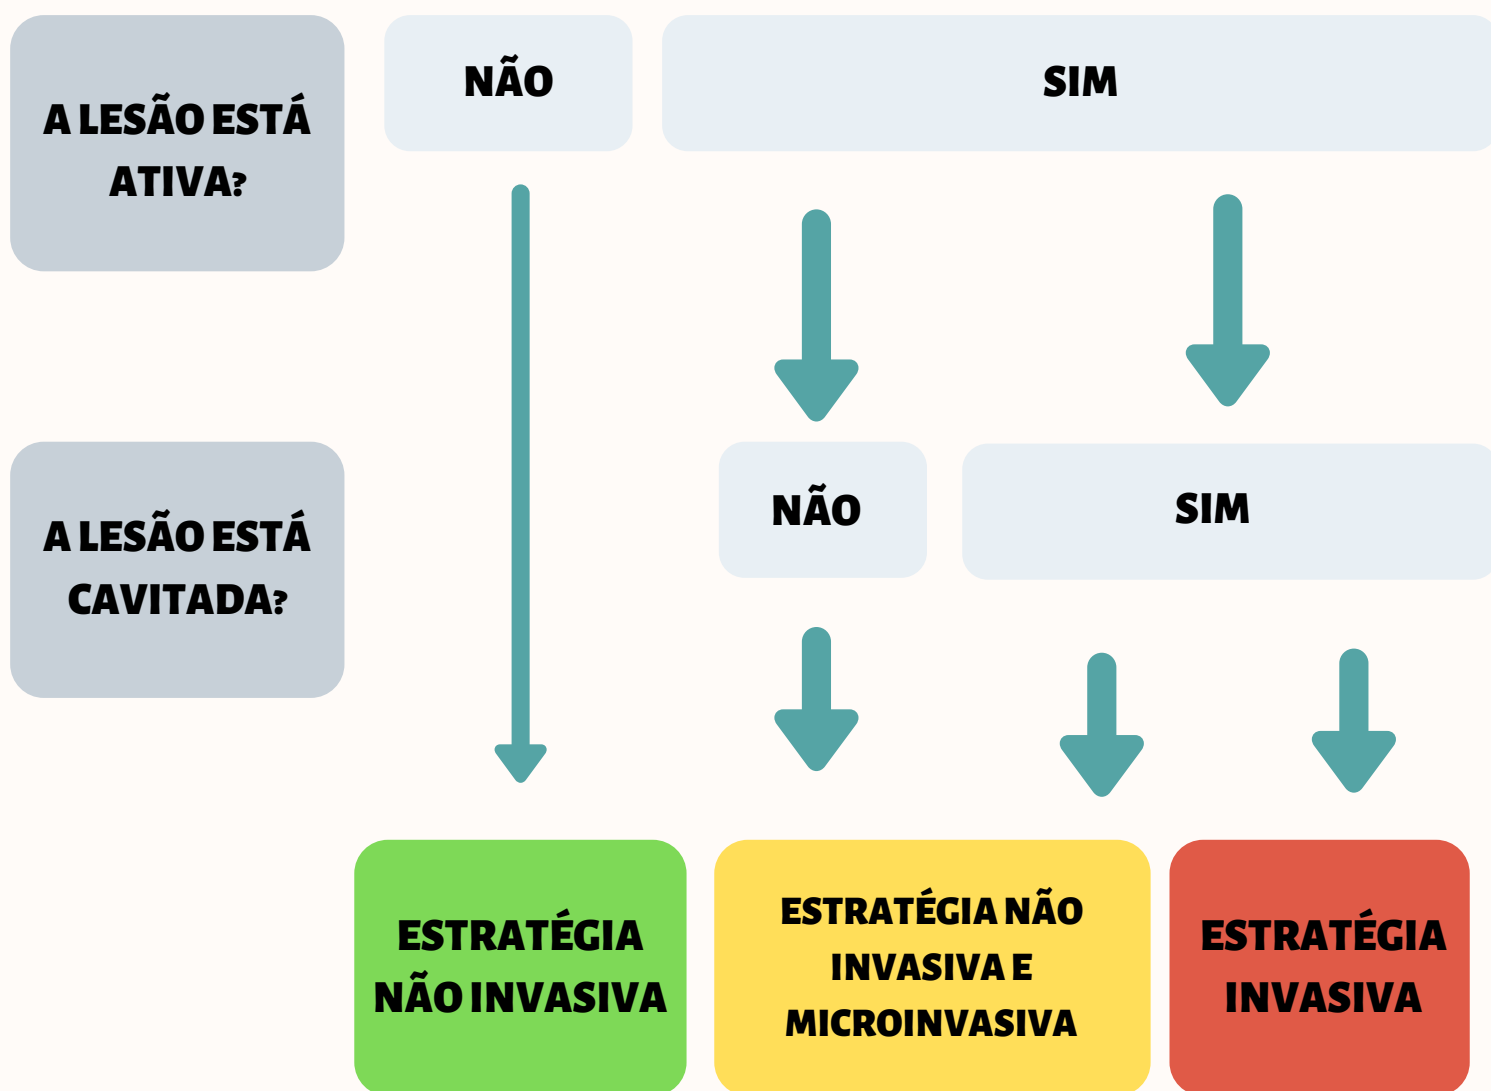 A LESÃO ESTÁ
ATIVA?
NÃO
SIM
A LESÃO ESTÁ
CAVITADA?
NÃO
SIM
ESTRATÉGIA
NÃO INVASIVA
ESTRATÉGIA NÃO
INVASIVA E
MICROINVASIVA
ESTRATÉGIA
INVASIVA